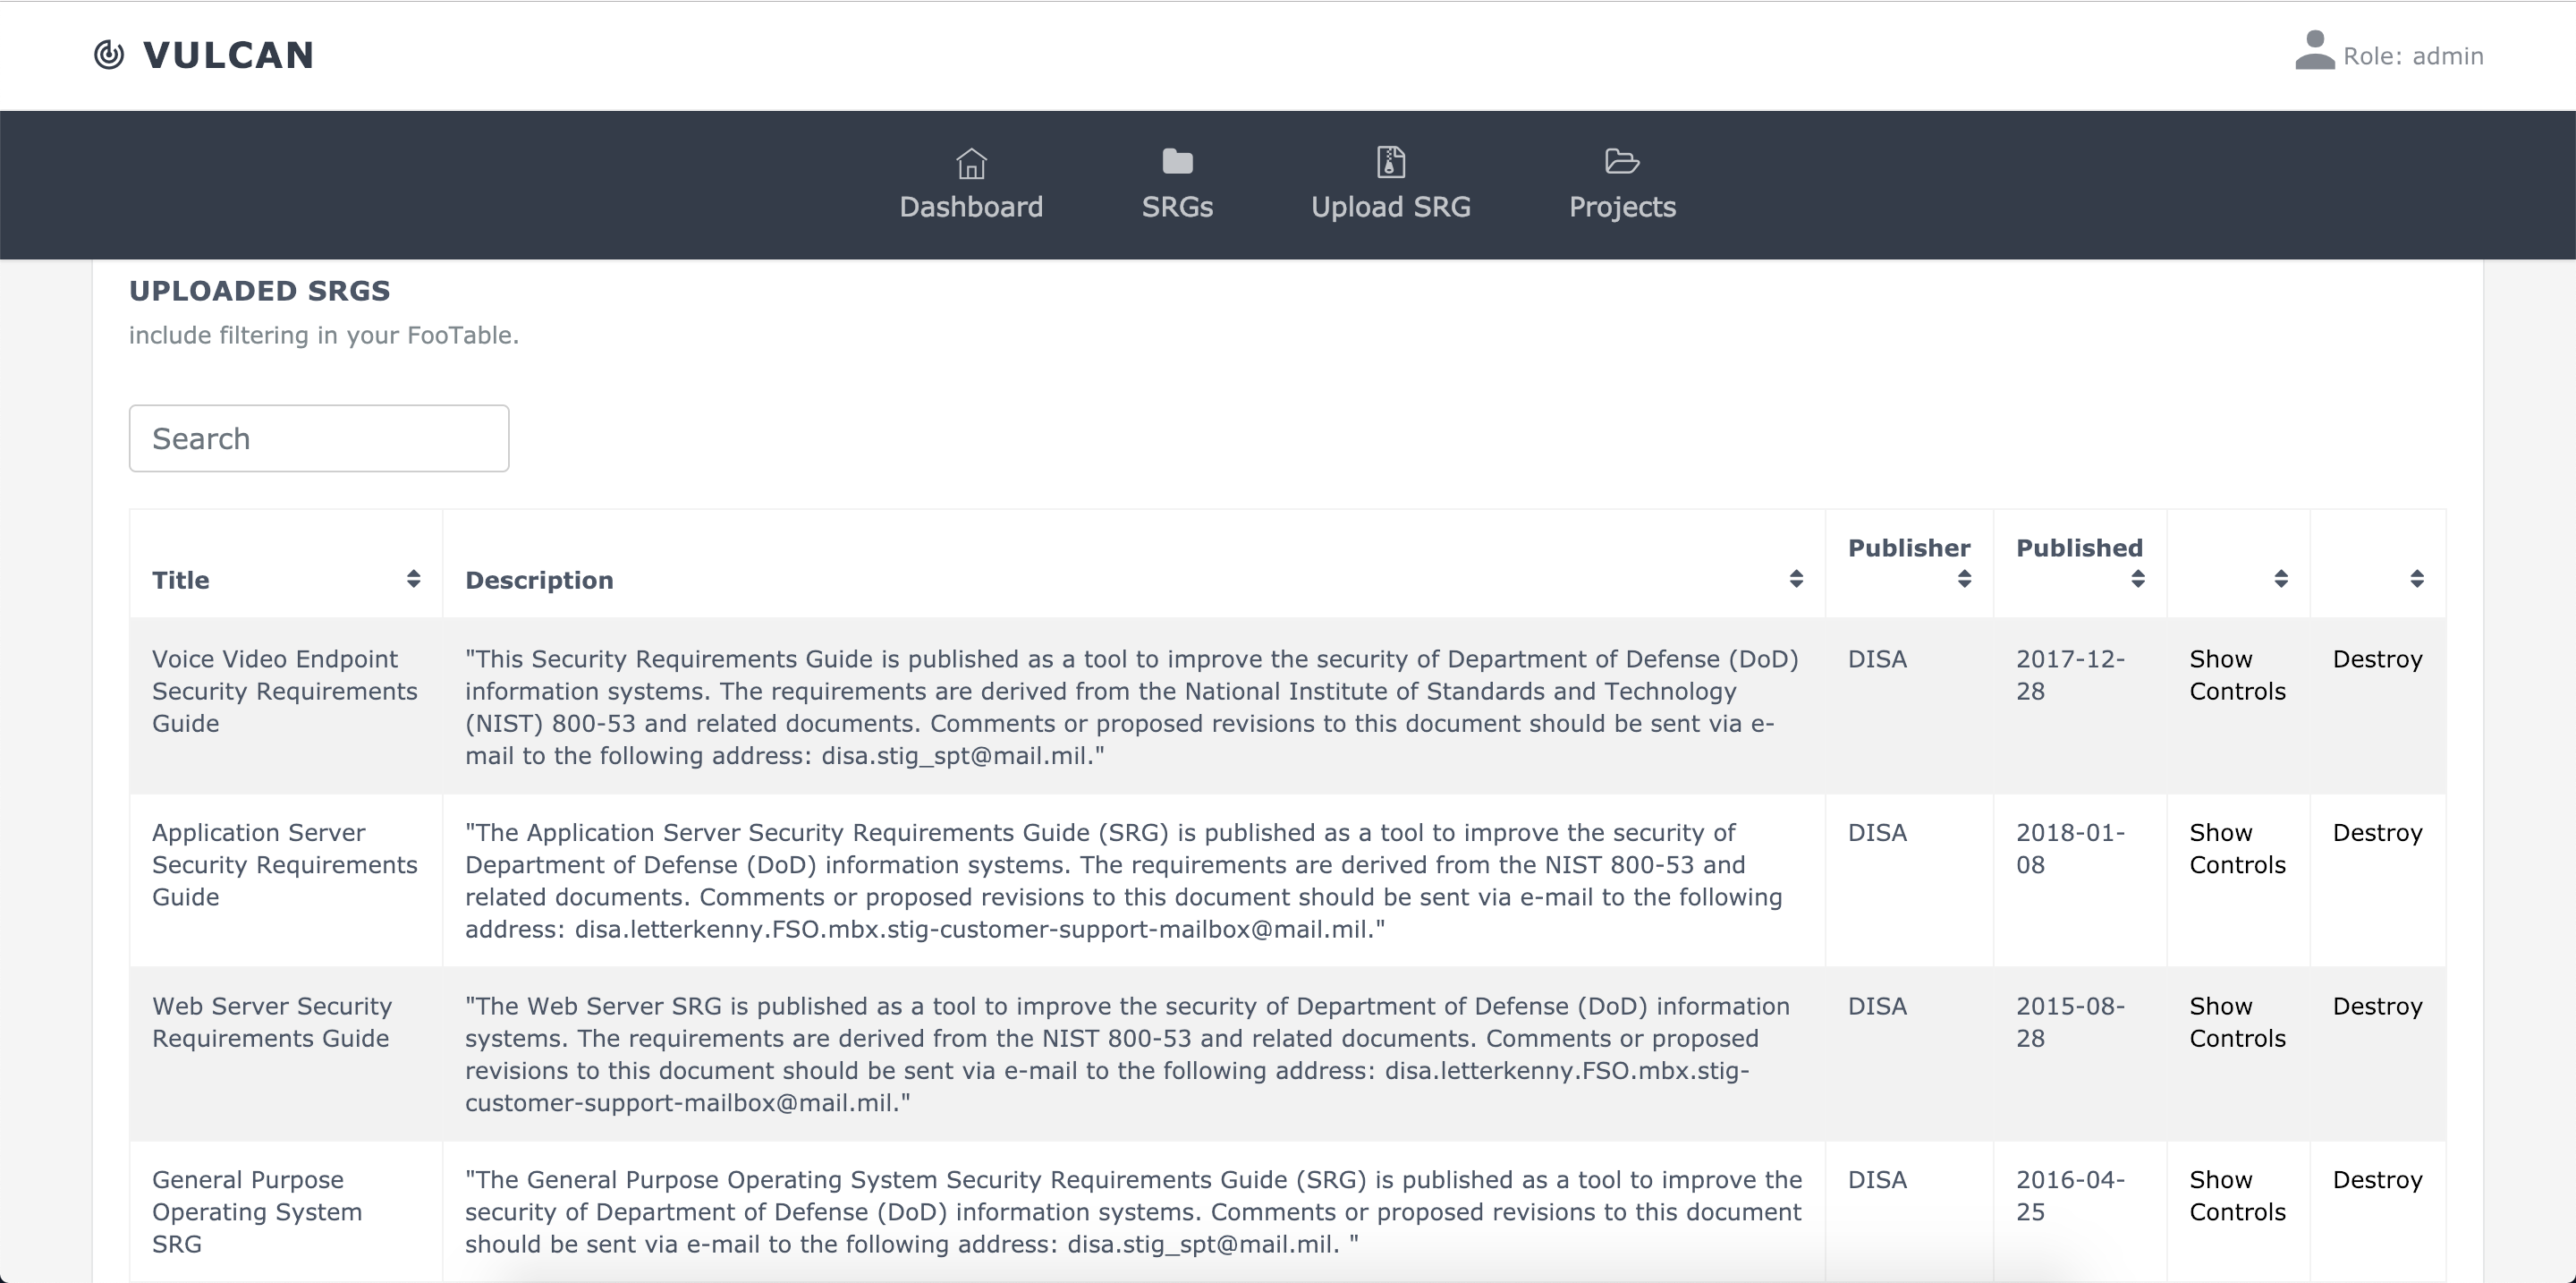 VULCAN
Role: admin
Dashboard
SRGs
Upload SRG
Projects
UPLOADED SRGS
include filtering in your FooTable.
Search
Title
Description
Publisher
Published
Voice Video Endpoint
Security Requirements
Guide
"This Security Requirements Guide is published as a tool to improve the security of Department of Defense (DoD)
information systems. The requirements are derived from the National Institute of Standards and Technology
(NIST) 800-53 and related documents. Comments or proposed revisions to this document should be sent via e-
mail to the following address: disa.stig_spt@mail.mil."
DISA
2017-12-
28
Show
Controls
Destroy
Application Server
Security Requirements
Guide
"The Application Server Security Requirements Guide (SRG) is published as a tool to improve the security of
Department of Defense (DoD) information systems. The requirements are derived from the NIST 800-53 and
related documents. Comments or proposed revisions to this document should be sent via e-mail to the following
address: disa.letterkenny.FSO.mbx.stig-customer-support-mailbox@mail.mil."
DISA
2018-01-
08
Show
Controls
Destroy
Web Server Security
Requirements Guide
"The Web Server SRG is published as a tool to improve the security of Department of Defense (DoD) information
systems. The requirements are derived from the NIST 800-53 and related documents. Comments or proposed
revisions to this document should be sent via e-mail to the following address: disa.letterkenny.FSO.mbx.stig-
customer-support-mailbox@mail.mil."
DISA
2015-08-
28
Show
Controls
Destroy
General Purpose
Operating System
SRG
"The General Purpose Operating System Security Requirements Guide (SRG) is published as a tool to improve the
security of Department of Defense (DoD) information systems. Comments or proposed revisions to this document
should be sent via e-mail to the following address: disa.stig_spt@mail.mil. "
DISA
2016-04-
25
Show
Controls
Destroy